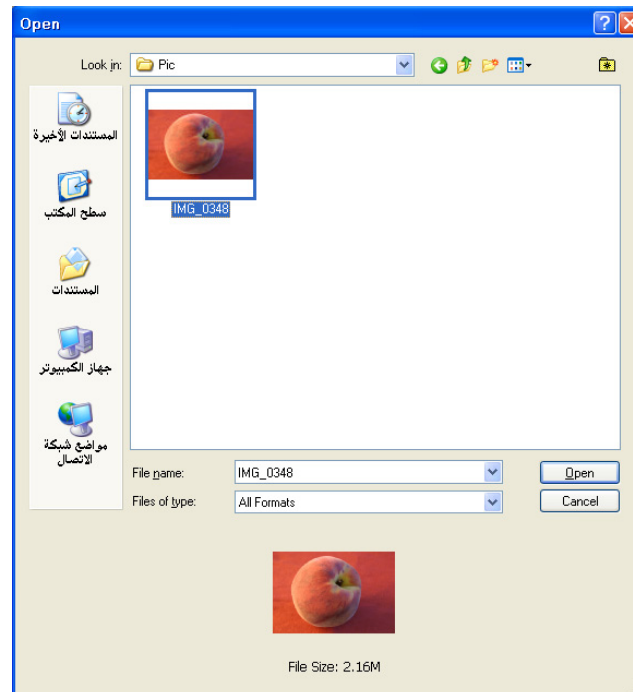 Open
Look in:
Pic
المستندات الأخيرة
سطح المكتب
المستندات
جهاز الكمبيوتر
مواضع شبكة
الاتصال
IMG_0348
File name:
IMG_0348
Open
Files of type:
All Formats
Cancel
File Size: 2.16M